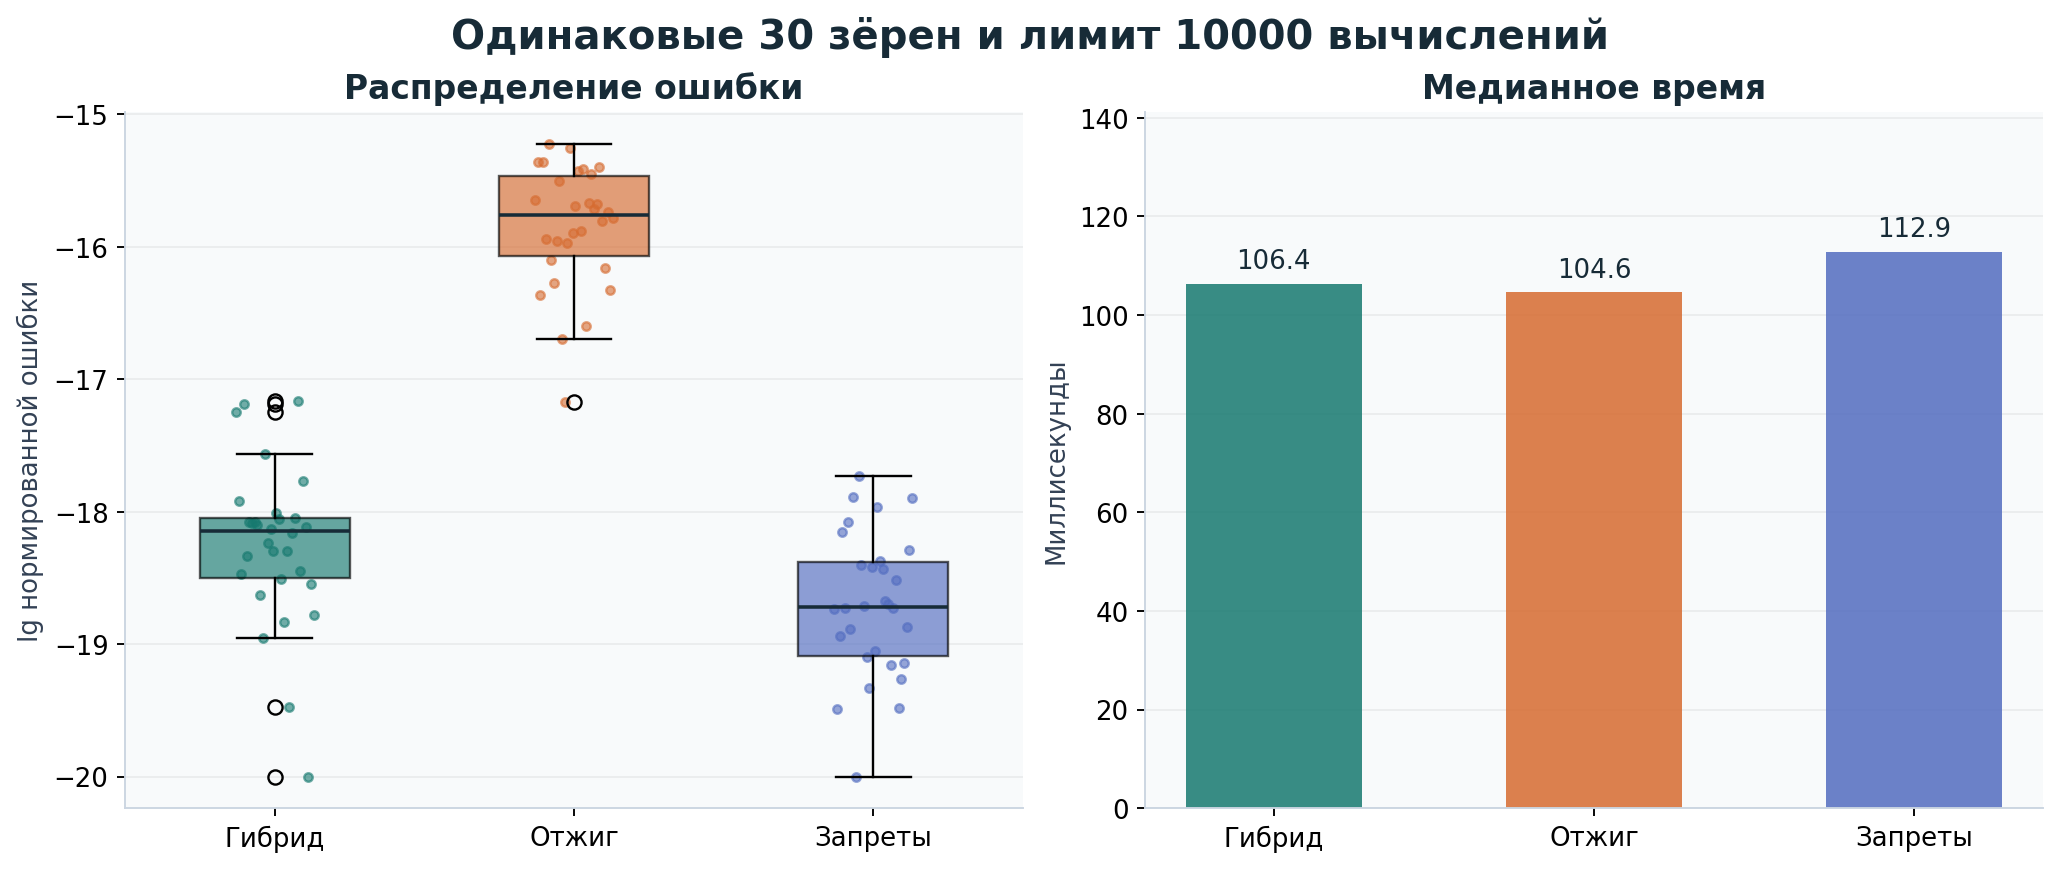 Одинаковые 30 зёрен и лимит 10000 вычислений
Распределение ошибки
lg нормированной ошибки
−15
−16
−17
−18
−19
−20
Гибрид
Отжиг
Запреты
Медианное время
Миллисекунды
140
120
100
80
60
40
20
0
106.4
104.6
112.9
Гибрид
Отжиг
Запреты